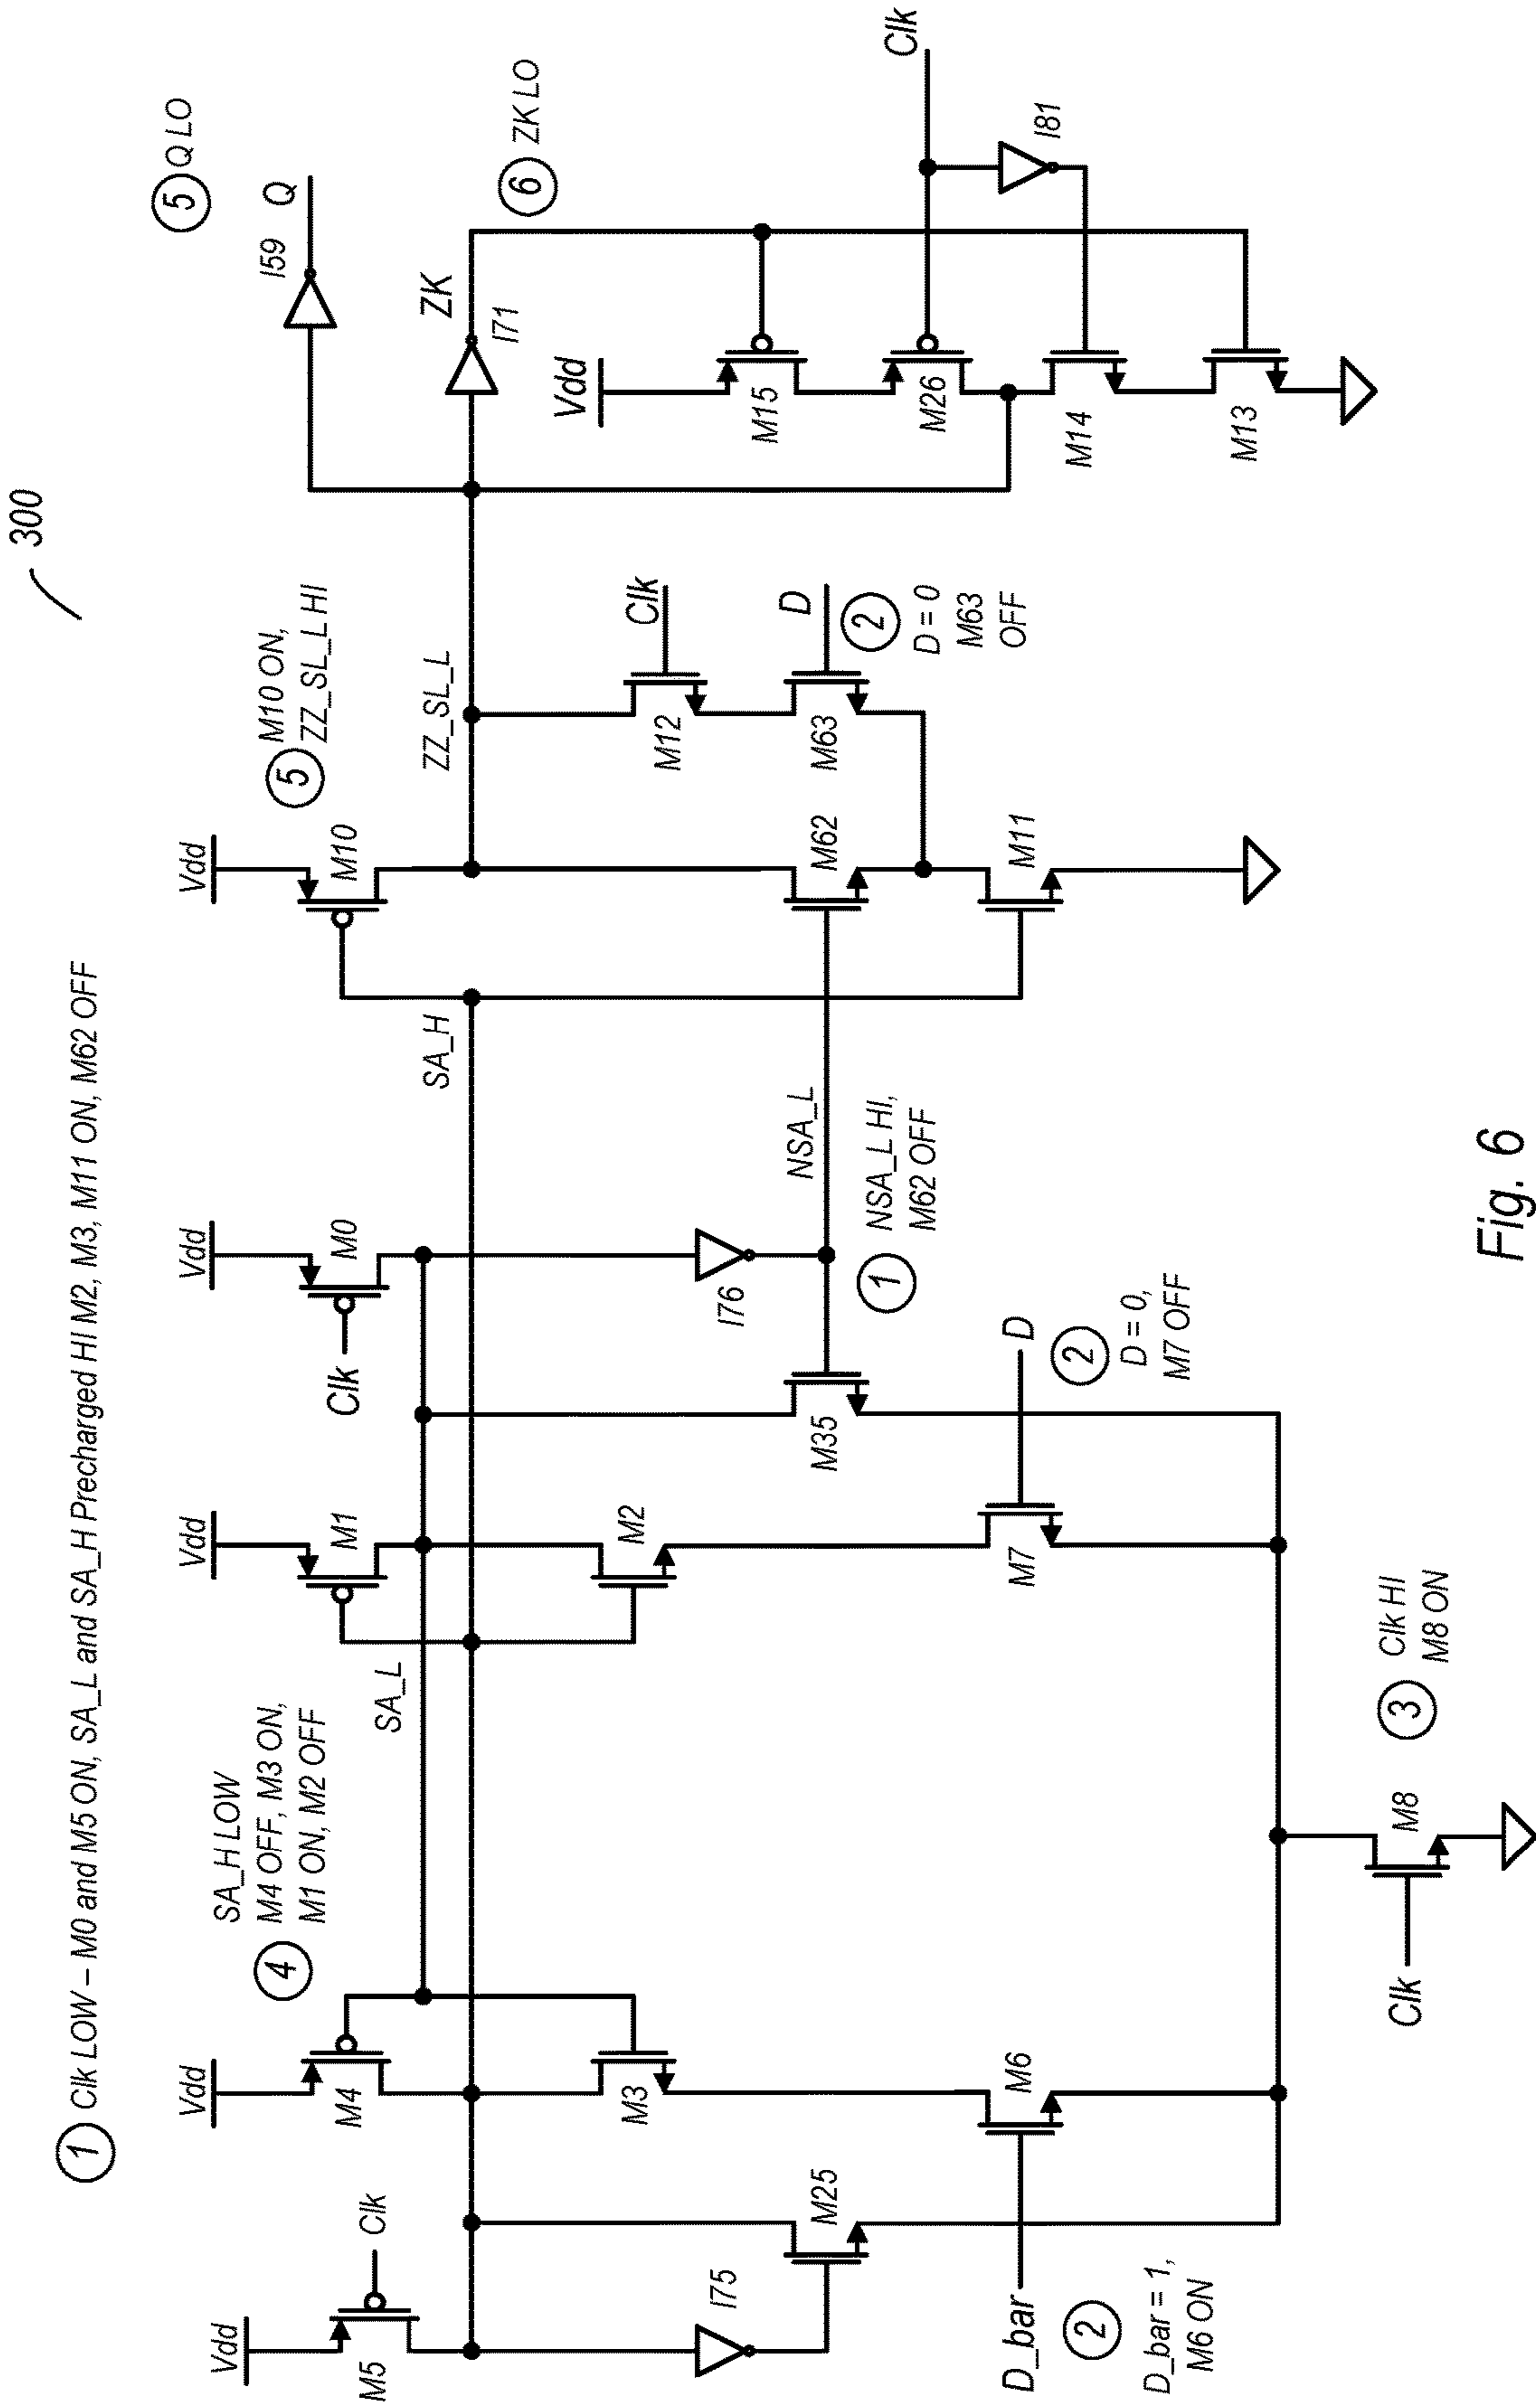 300
① Clk LOW – M0 and M5 ON, SA_L and SA_H Precharged HI M2, M3, M11 ON, M62 OFF
⑤ Q LO
I59
Q
⑤ M10 ON,
ZZ_SL_L HI
Vdd
M10
ZZ_SL_L
ZK
I71
⑥ ZK LO
SA_H LOW
④ M4 OFF, M3 ON,
M1 ON, M2 OFF
Vdd
M5
Clk
Vdd
M4
SA_L
Vdd
M1
Vdd
M0
Clk
SA_H
Vdd
M15
Clk
M26
I81
M14
M13
M3
M2
I75
M25
I76
M35
NSA_L
① NSA_L HI,
M62 OFF
M62
Clk
M12
D
M63
② D = 0
M63
OFF
M11
D_bar
M6
② D_bar = 1,
M6 ON
M7
D
② D = 0,
M7 OFF
Clk
M8
③ Clk HI
M8 ON
Fig. 6